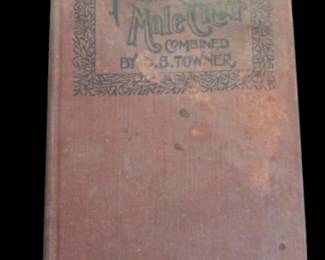 Male Choir
COMBINED
BY D.B. TOWNER.